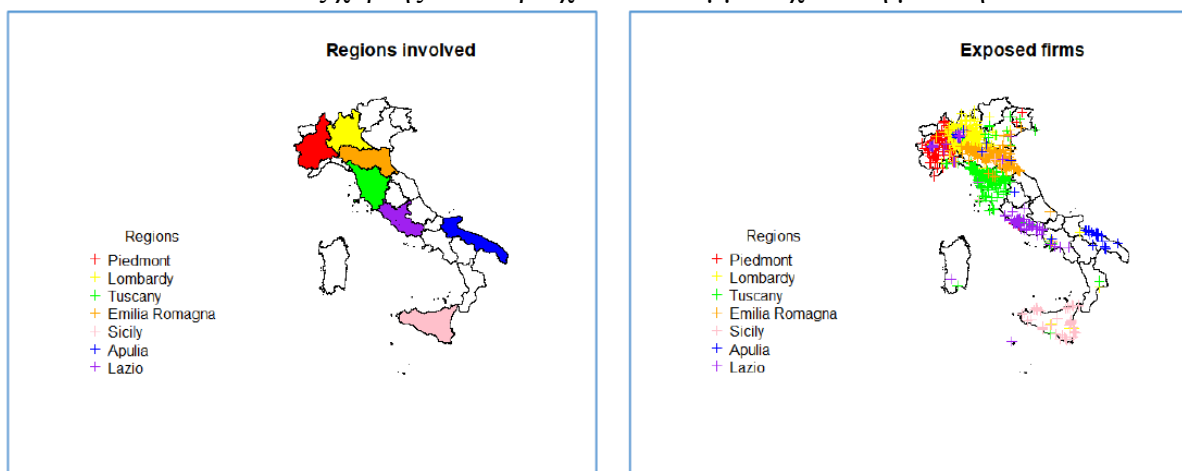 Regions involved
Regions
Piedmont
Lombardy
Tuscany
Emilia Romagna
Sicily
Apulia
Lazio
Exposed firms
Regions
Piedmont
Lombardy
Tuscany
Emilia Romagna
Sicily
Apulia
Lazio